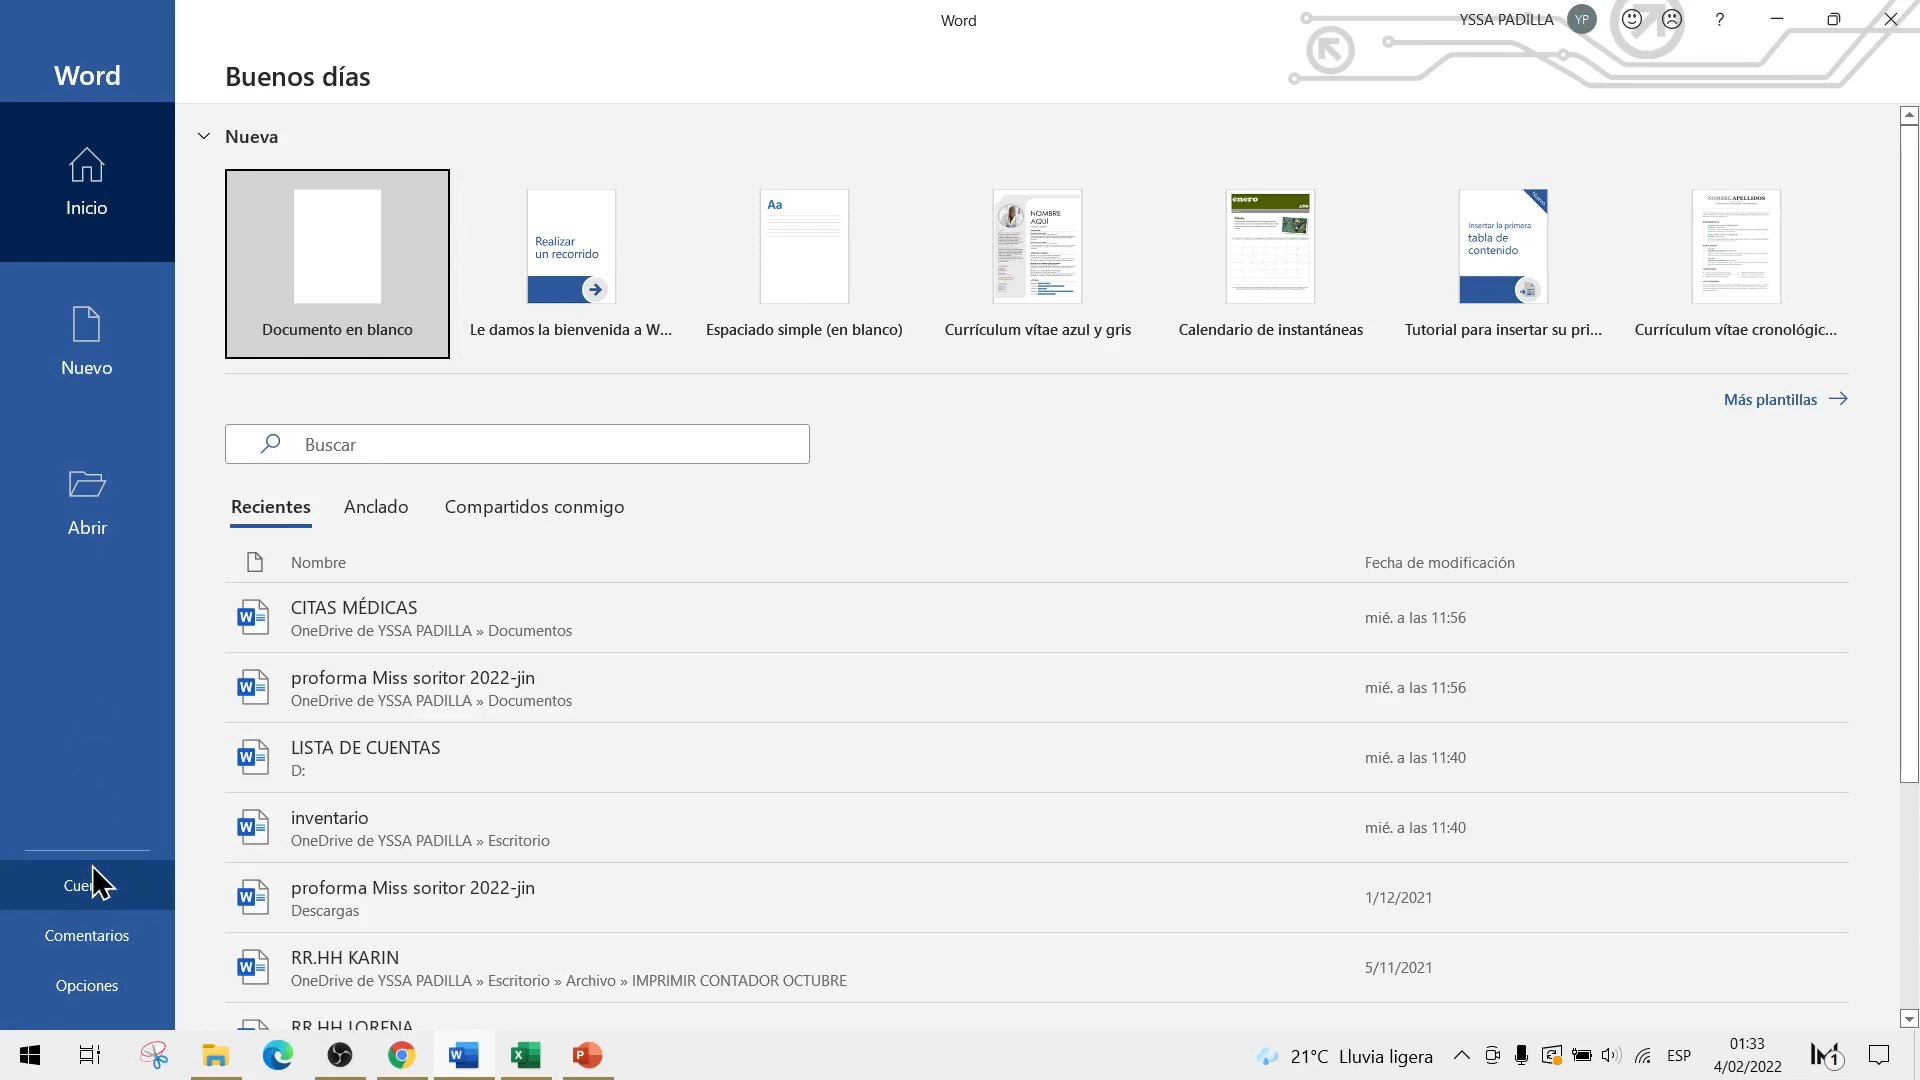 Word
YSSA PADILLA
YP
?
Word
Buenos días
Nueva
Inicio
Nuevo
Abrir
Realizar
un recorrido
Aa
NOMBRE
AQUÍ
enero
AÑO
Nuevo
Insertar la primera
tabla de
contenido
NOMBRE APELLIDOS
Documento en blanco
Le damos la bienvenida a W...
Espaciado simple (en blanco)
Currículum vítae azul y gris
Calendario de instantáneas
Tutorial para insertar su pri...
Currículum vítae cronológic...
Más plantillas
Buscar
Recientes
Anclado
Compartidos conmigo
Nombre
Fecha de modificación
CITAS MÉDICAS
OneDrive de YSSA PADILLA » Documentos
mié. a las 11:56
proforma Miss soritor 2022-jin
OneDrive de YSSA PADILLA » Documentos
mié. a las 11:56
LISTA DE CUENTAS
D:
mié. a las 11:40
inventario
OneDrive de YSSA PADILLA » Escritorio
mié. a las 11:40
proforma Miss soritor 2022-jin
Descargas
1/12/2021
RR.HH KARIN
OneDrive de YSSA PADILLA » Escritorio » Archivo » IMPRIMIR CONTADOR OCTUBRE
5/11/2021
RR.HH LORENA
Comentarios
Opciones
21°C Lluvia ligera
ESP
01:33
4/02/2022
1